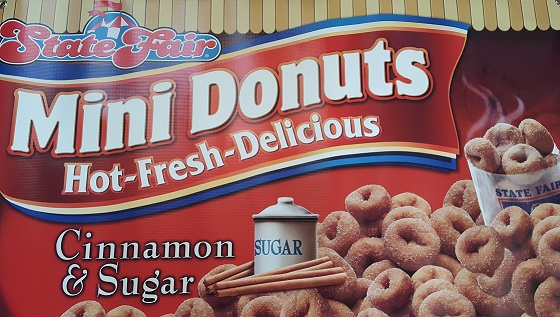 State Fair
Mini Donuts
Hot-Fresh-Delicious
Cinnamon
& Sugar
SUGAR
STATE FAIR